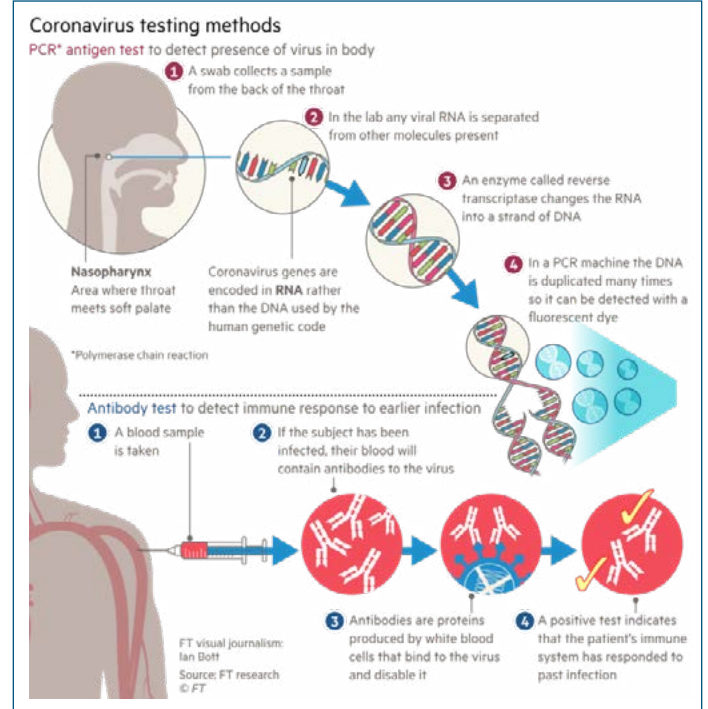 Coronavirus testing methods
PCR* antigen test to detect presence of virus in body
1 A swab collects a sample
from the back of the throat
2 In the lab any viral RNA is separated
from other molecules present
3 An enzyme called reverse
transcriptase changes the RNA
into a strand of DNA
Nasopharynx
Area where throat
meets soft palate
Coronavirus genes are
encoded in RNA rather
than the DNA used by the
human genetic code
4 In a PCR machine the DNA
is duplicated many times
so it can be detected with a
fluorescent dye
*Polymerase chain reaction
Antibody test to detect immune response to earlier infection
1 A blood sample
is taken
2 If the subject has been
infected, their blood will
contain antibodies to the virus
3 Antibodies are proteins
produced by white blood
cells that bind to the virus
and disable it
4 A positive test indicates
that the patient's immune
system has responded to
past infection
FT visual journalism:
Ian Bott
Source: FT research
© FT